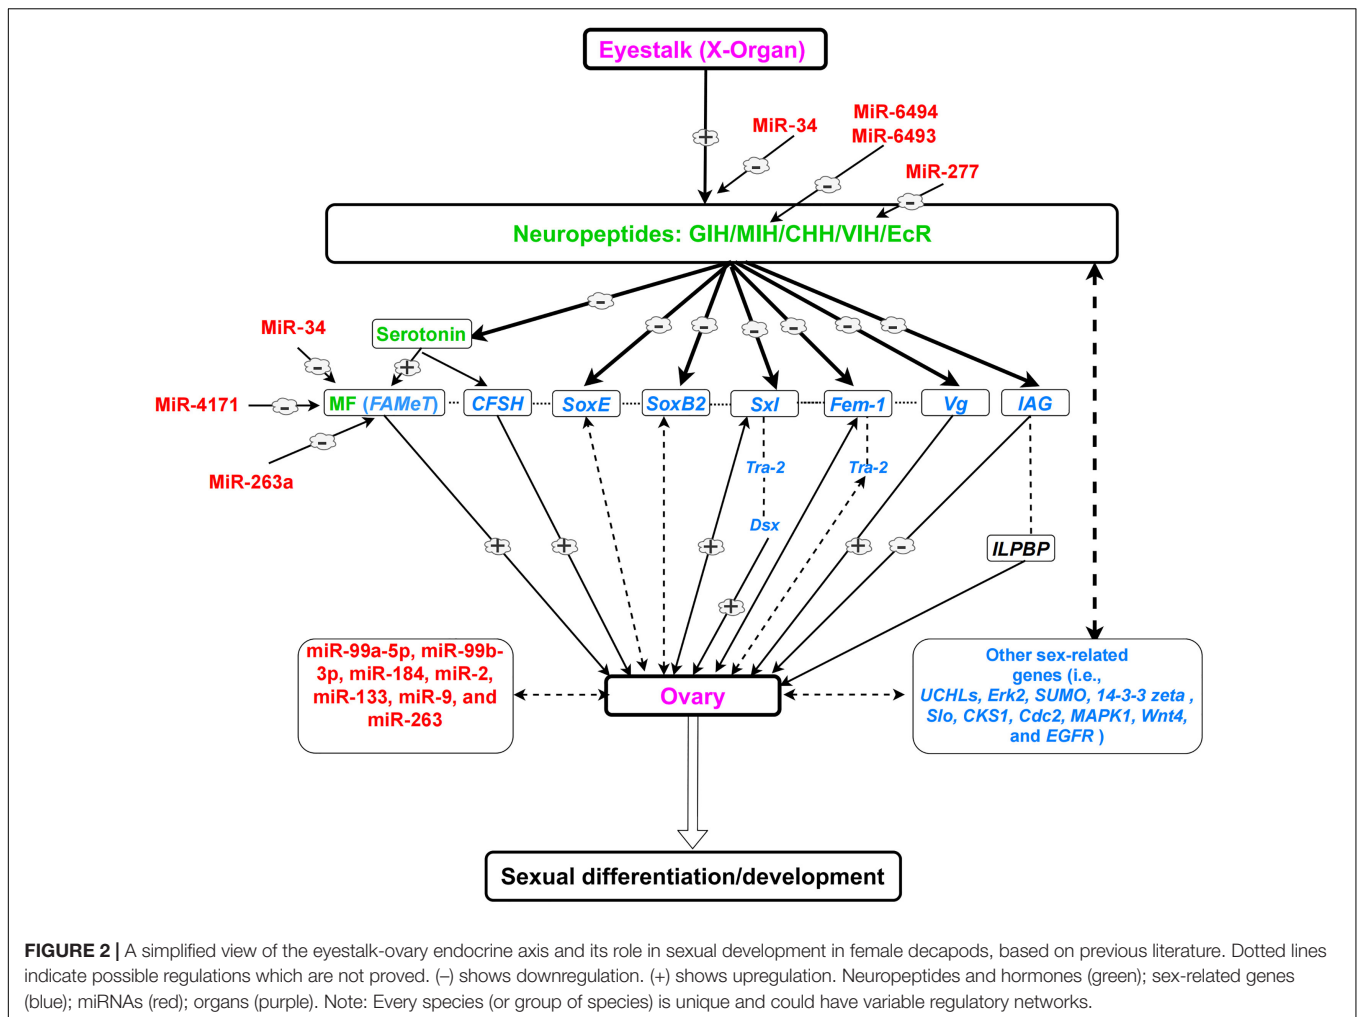 Eyestalk (X-Organ)
+
MiR-34
-
MiR-6494
MiR-6493
-
MiR-277
-
Neuropeptides: GIH/MIH/CHH/VIH/EcR
-
-
-
-
-
-
-
MiR-34
-
Serotonin
+
MiR-4171
-
MF (FAMeT)
CFSH
SoxE
SoxB2
Sxl
Fem-1
Vg
IAG
-
MiR-263a
Tra-2
Tra-2
Dsx
+
+
+
+
-
ILPBP
+
miR-99a-5p, miR-99b-
3p, miR-184, miR-2,
miR-133, miR-9, and
miR-263
Ovary
Other sex-related
genes (i.e.,
UCHLs, Erk2, SUMO, 14-3-3 zeta ,
Slo, CKS1, Cdc2, MAPK1, Wnt4,
and EGFR )
Sexual differentiation/development
FIGURE 2 | A simplified view of the eyestalk-ovary endocrine axis and its role in sexual development in female decapods, based on previous literature. Dotted lines
indicate possible regulations which are not proved. (–) shows downregulation. (+) shows upregulation. Neuropeptides and hormones (green); sex-related genes
(blue); miRNAs (red); organs (purple). Note: Every species (or group of species) is unique and could have variable regulatory networks.